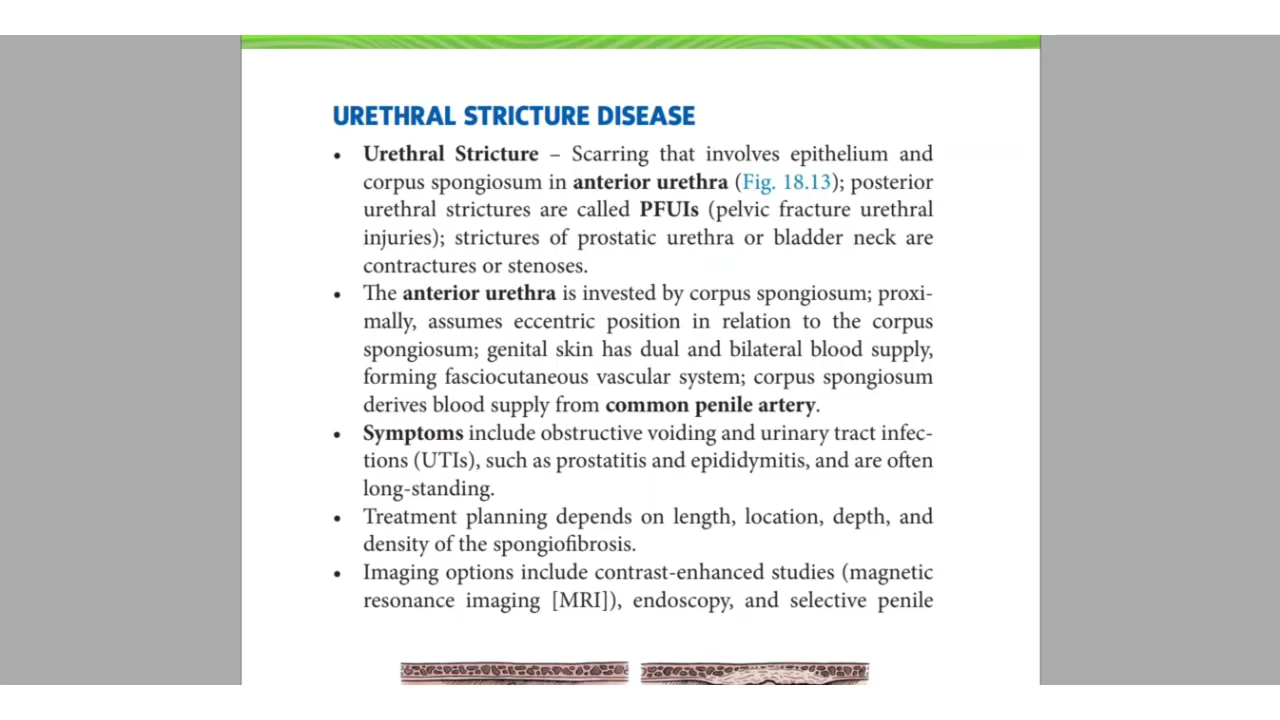 URETHRAL STRICTURE DISEASE
• Urethral Stricture – Scarring that involves epithelium and
corpus spongiosum in anterior urethra (Fig. 18.13); posterior
urethral strictures are called PFUIs (pelvic fracture urethral
injuries); strictures of prostatic urethra or bladder neck are
contractures or stenoses.
• The anterior urethra is invested by corpus spongiosum; proxi-
mally, assumes eccentric position in relation to the corpus
spongiosum; genital skin has dual and bilateral blood supply,
forming fasciocutaneous vascular system; corpus spongiosum
derives blood supply from common penile artery.
• Symptoms include obstructive voiding and urinary tract infec-
tions (UTIs), such as prostatitis and epididymitis, and are often
long-standing.
• Treatment planning depends on length, location, depth, and
density of the spongiofibrosis.
• Imaging options include contrast-enhanced studies (magnetic
resonance imaging [MRI]), endoscopy, and selective penile